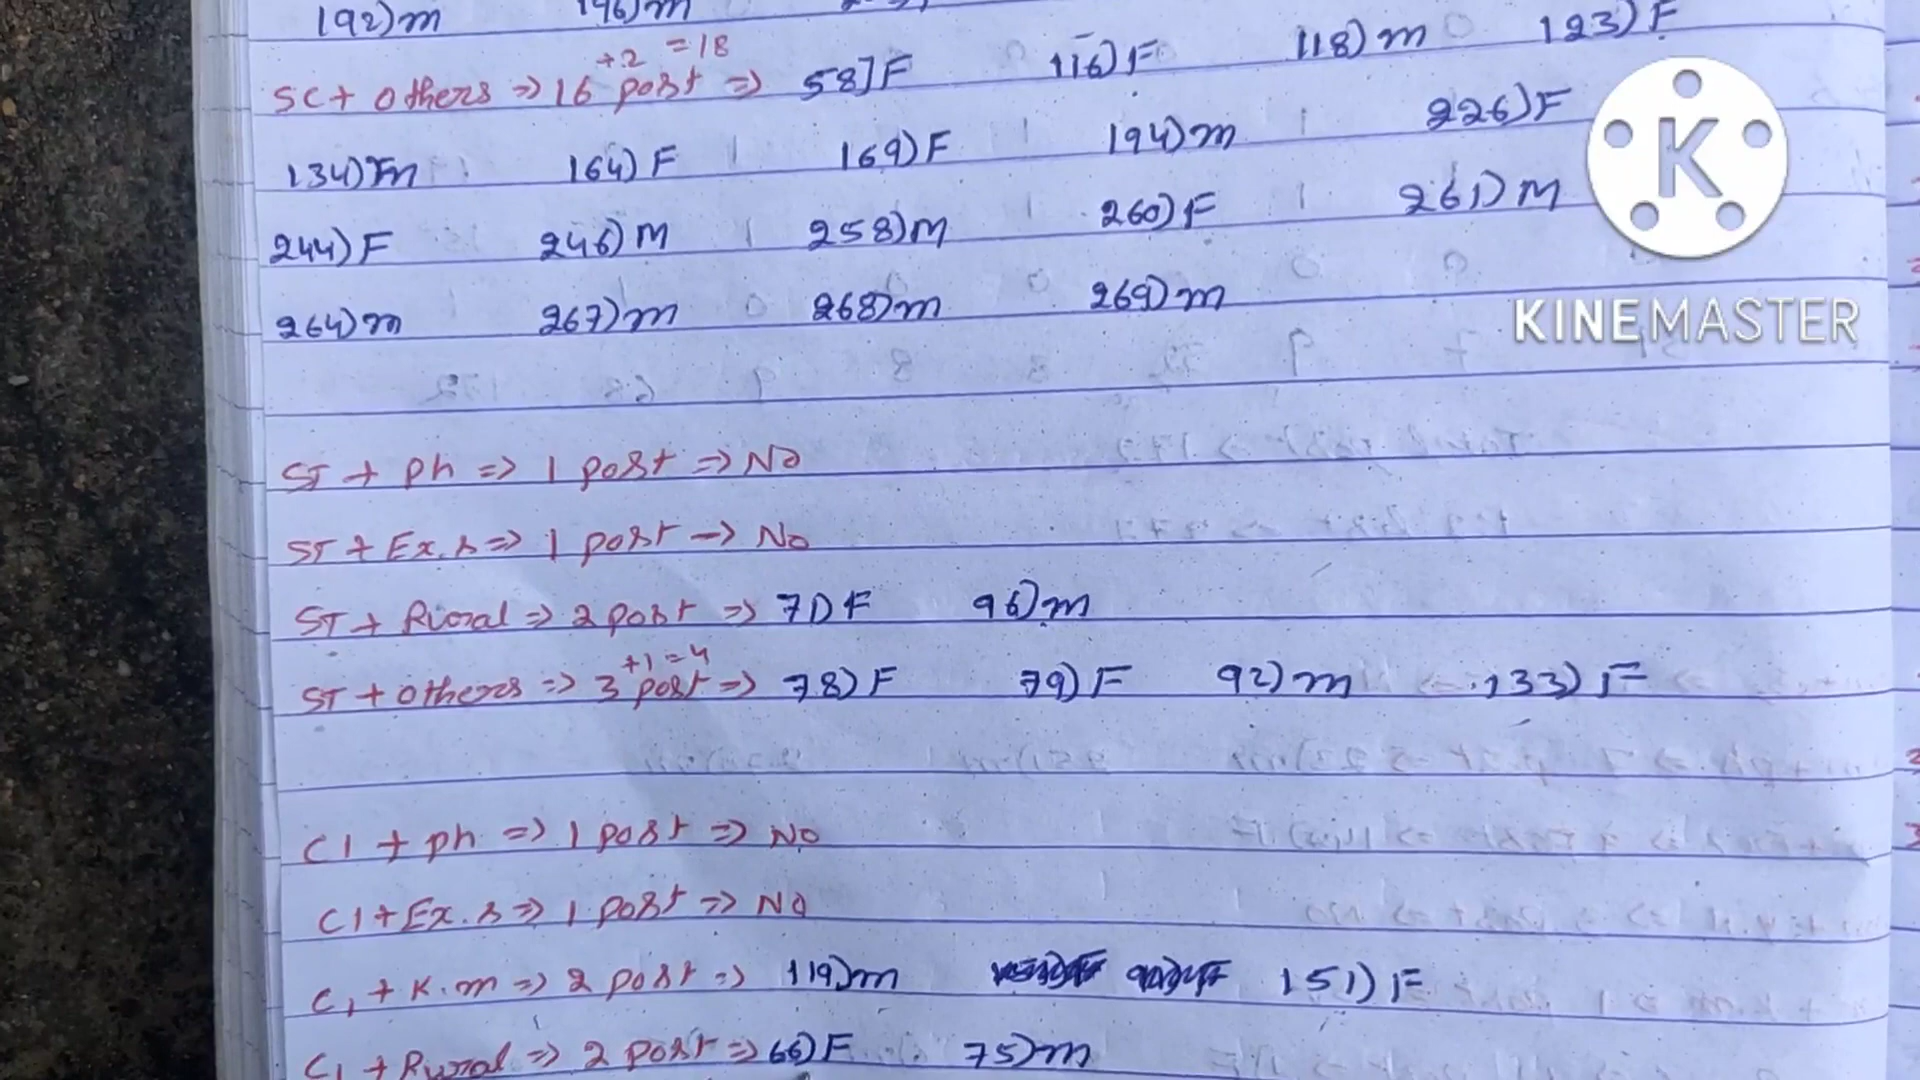 192)m 196)m
+2 =18
SC + Others => 16 post => 58]F 116)F 118)m 123)F
134) 164)F 169)F 194)m 226)F
244)F 246)M 258)M 260)F 261)M
264)m 267)m 268)m 269)m
K
KINEMASTER
ST + Ph => 1 post => No
ST + Ex.s => 1 post -> No
ST + Rural => 2 post => 71)F 96)m
+1 =4
ST + Others => 3 post => 78)F 79)F 92)m 133)F
C1 + ph => 1 post => No
C1 + Ex.s => 1 post => No
C1 + K.m => 2 post => 119)m 151)F
C1 + Rural => 2 post => 66)F 75)m